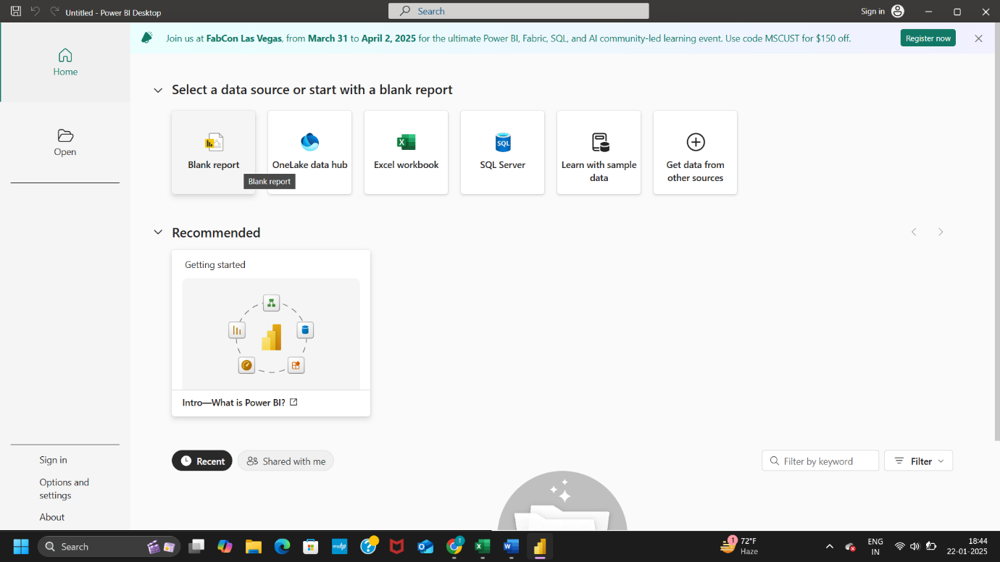 Untitled - Power BI Desktop
Search
Sign in
Join us at FabCon Las Vegas, from March 31 to April 2, 2025 for the ultimate Power BI, Fabric, SQL, and AI community-led learning event. Use code MSCUST for $150 off.
Register now
Home
Open
Select a data source or start with a blank report
Blank report
OneLake data hub
Excel workbook
SQL
SQL Server
Learn with sample
data
Get data from
other sources
Blank report
Recommended
Getting started
Intro—What is Power BI?
Recent
Shared with me
Filter by keyword
Filter
Sign in
Options and
settings
About
Search
myhp
1
72°F
Haze
ENG
IN
18:44
22-01-2025